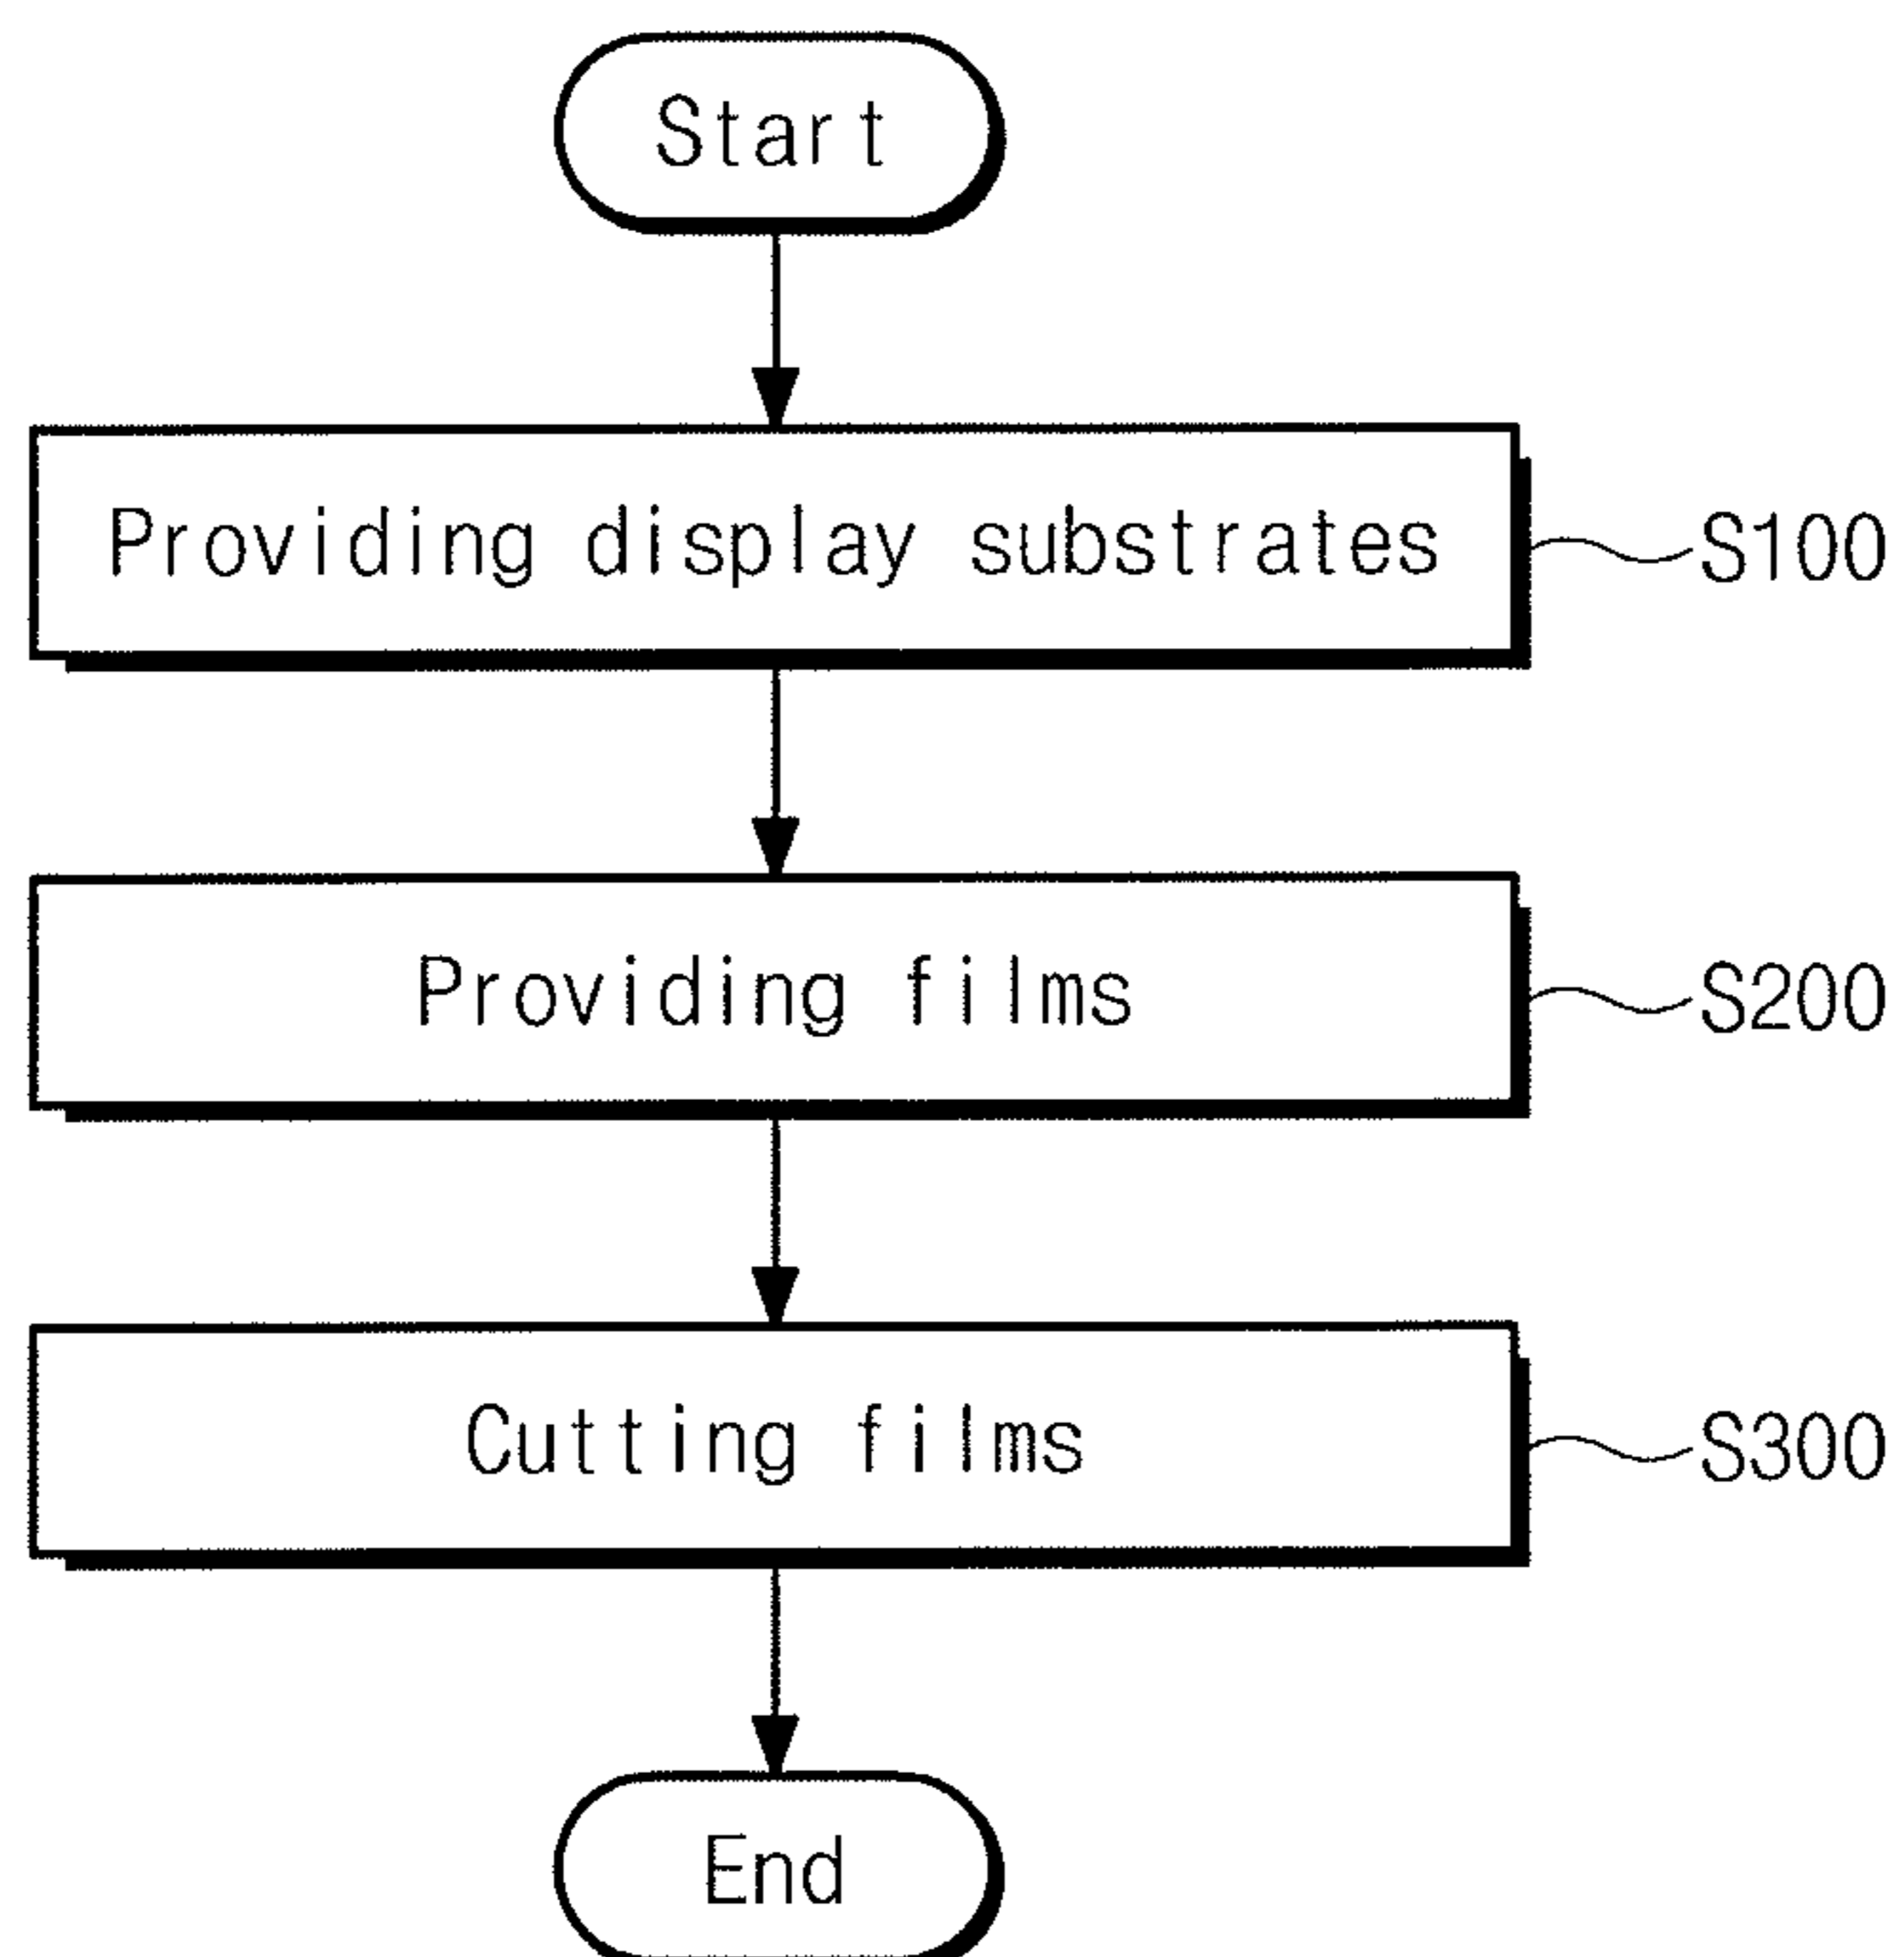 Start
Providing display substrates
S100
Providing films
S200
Cutting films
S300
End